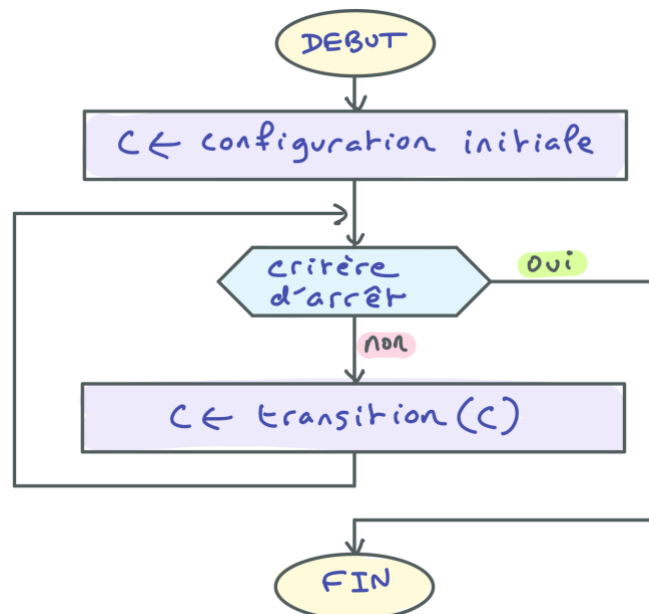 DEBUT
C ← configuration initiale
critère
d'arrêt
oui
non
C ← transition (C)
FIN